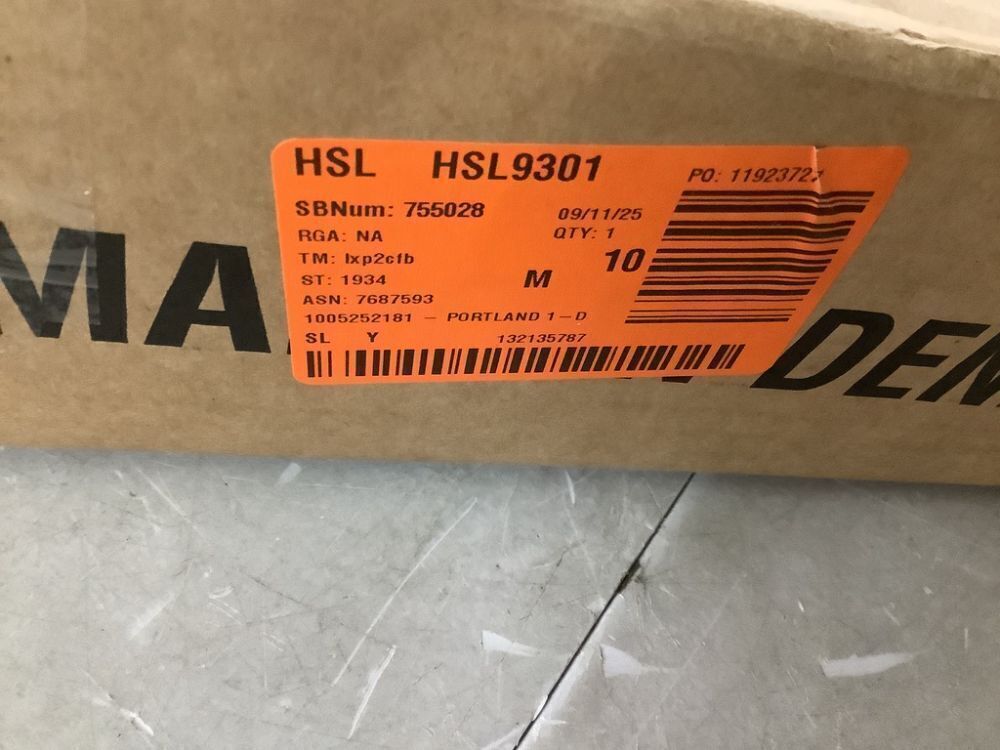 HSL HSL9301
PO: 11923721
SBNum: 755028 09/11/25
RGA: NA QTY: 1
TM: lxp2cfb 10
ST: 1934 M
ASN: 7687593
1005252181 - PORTLAND 1-D
SL Y 132135787
MA DEM